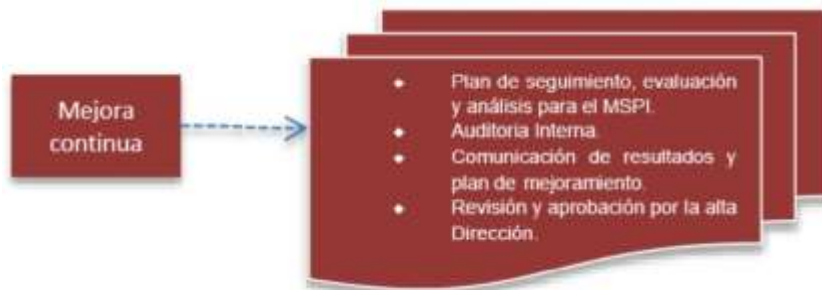 Mejora
continua
Plan de seguimiento, evaluación
y análisis para el MSPI.
Auditoria Interna.
Comunicación de resultados y
plan de mejoramiento.
Revisión y aprobación por la alta
Dirección.